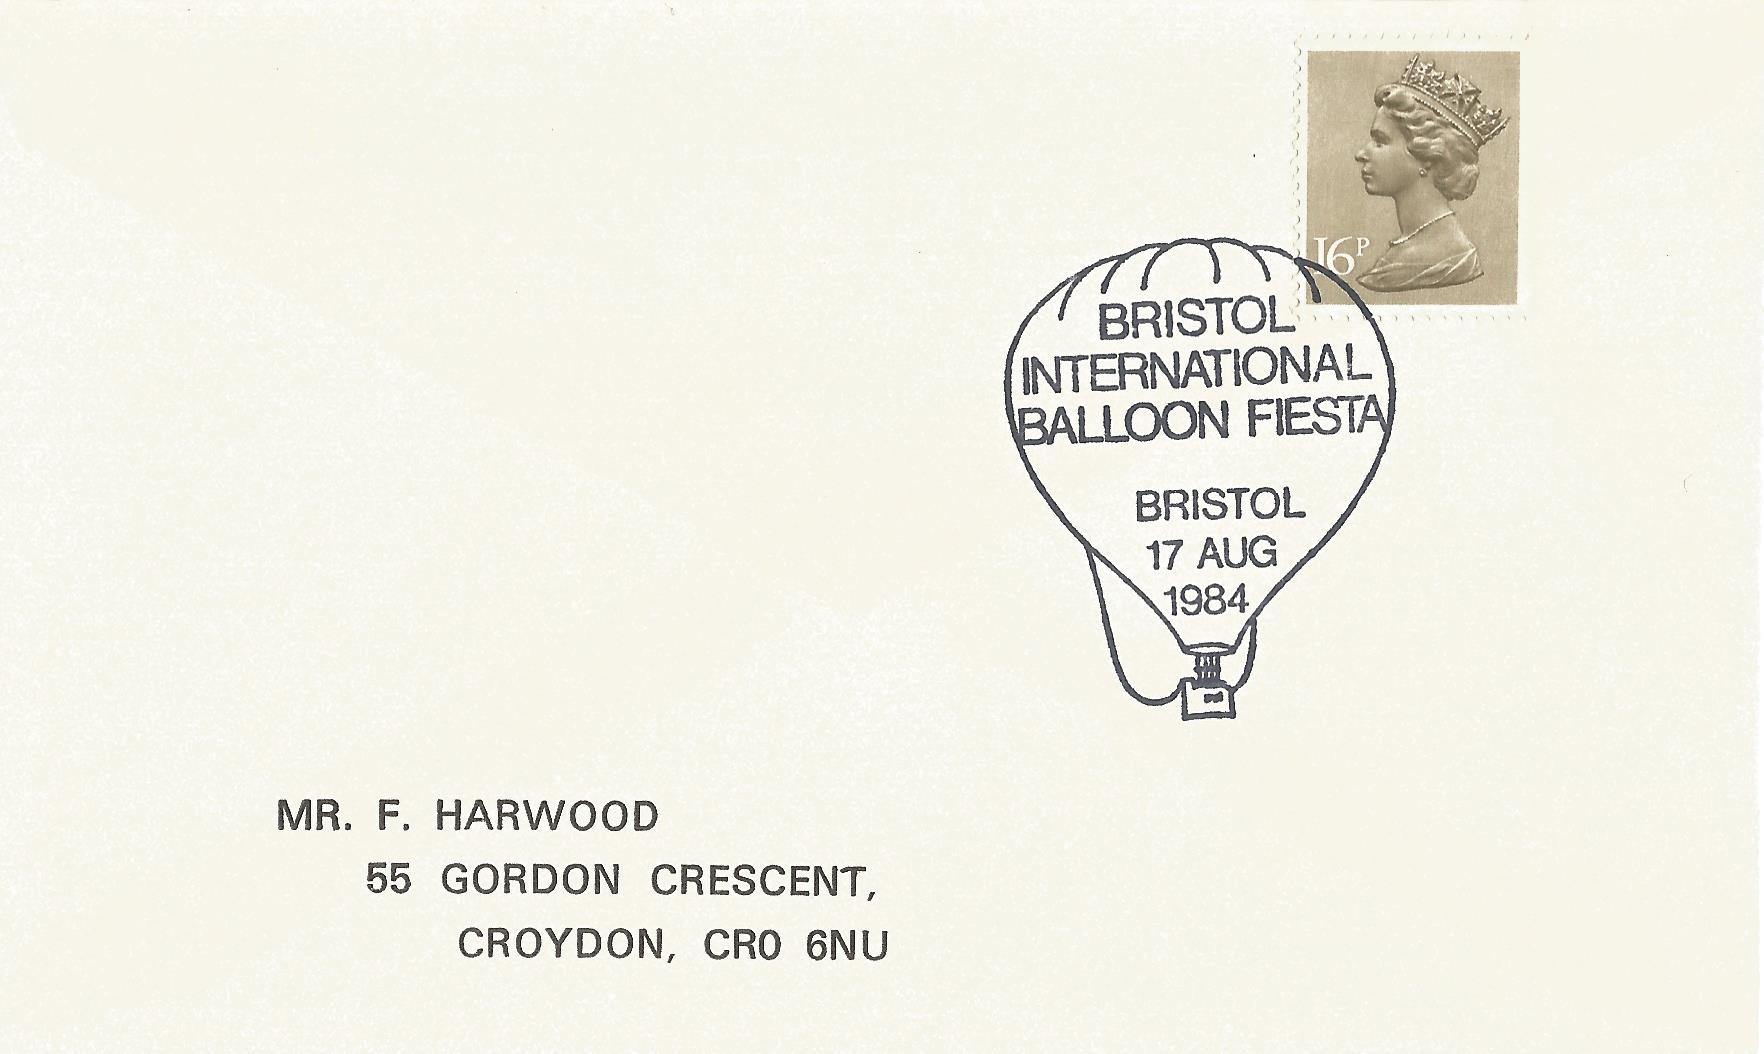 16P
BRISTOL
INTERNATIONAL
BALLOON FIESTA
BRISTOL
17 AUG
1984
MR. F. HARWOOD
55 GORDON CRESCENT,
CROYDON, CR0 6NU